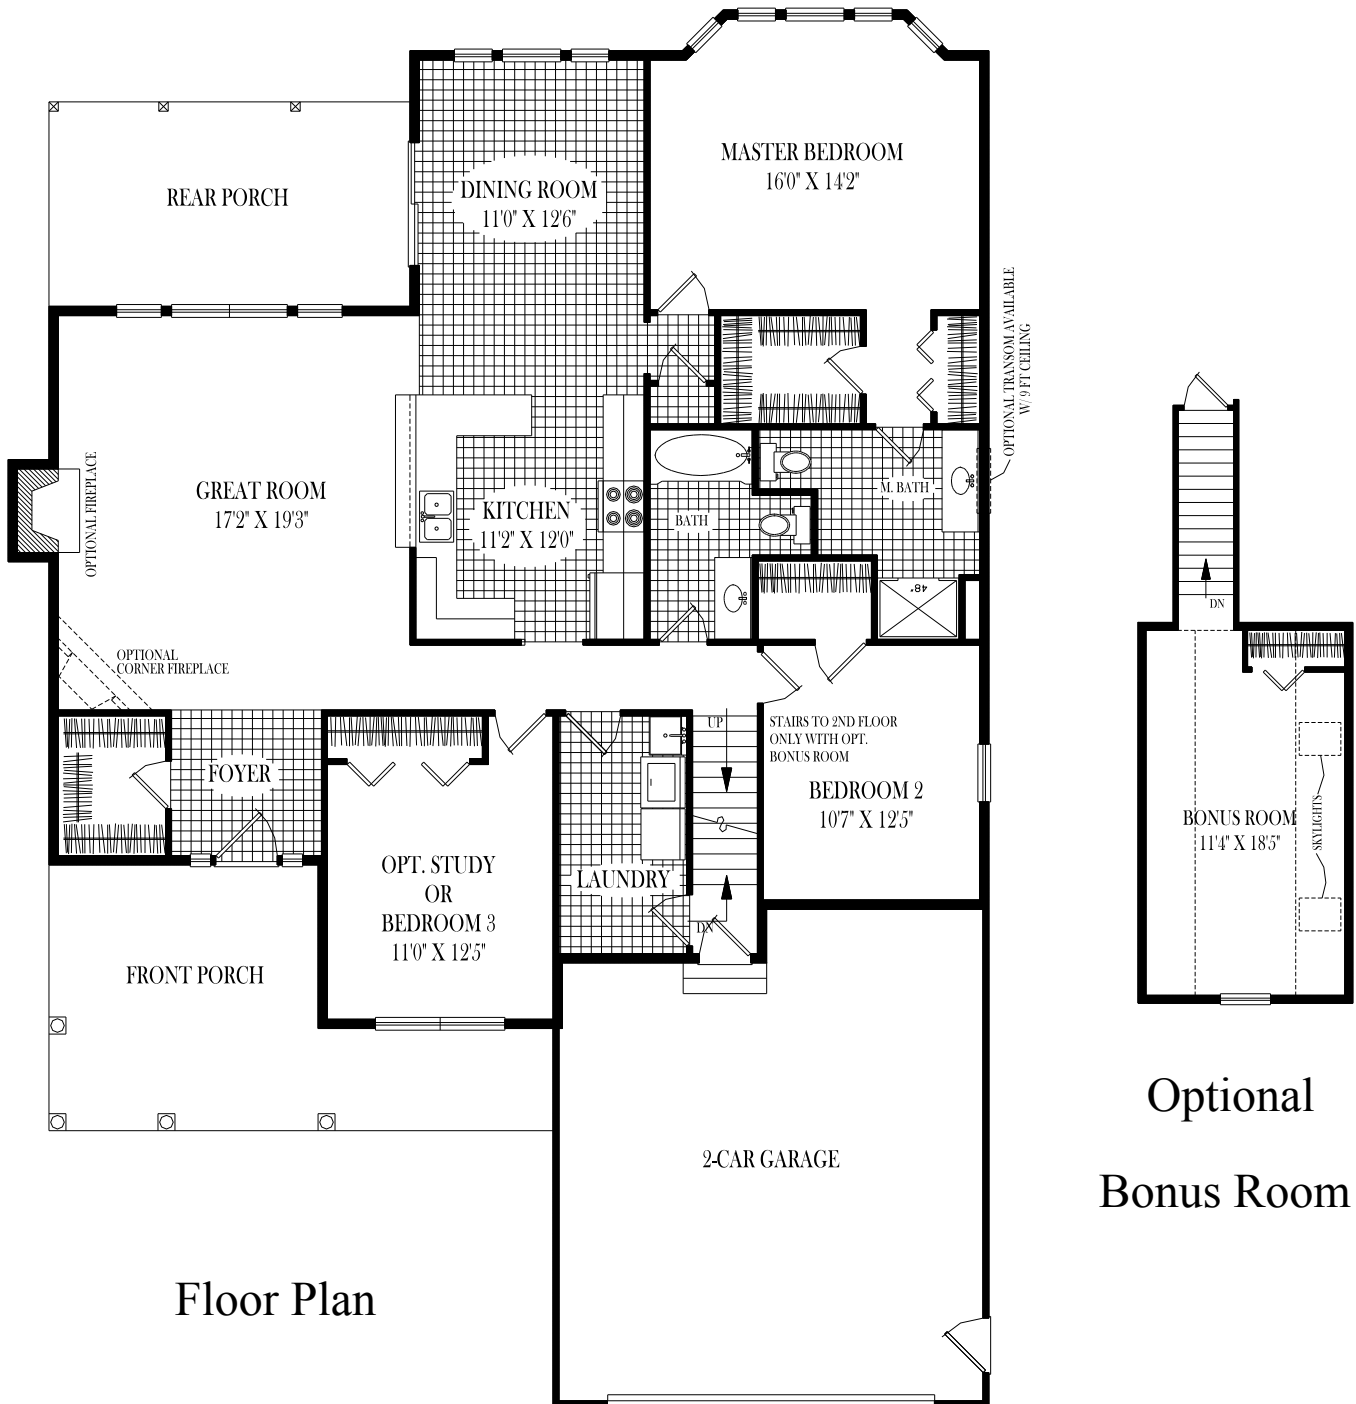 MASTER BEDROOM
16'0" X 14'2"
REAR PORCH
DINING ROOM
11'0" X 12'6"
OPTIONAL TRANSOM AVAILABLE
W/ 9 FT CEILING
OPTIONAL FIREPLACE
GREAT ROOM
17'2" X 19'3"
KITCHEN
11'2" X 12'0"
BATH
M. BATH
48"
OPTIONAL
CORNER FIREPLACE
FOYER
UP
STAIRS TO 2ND FLOOR
ONLY WITH OPT.
BONUS ROOM
BEDROOM 2
10'7" X 12'5"
OPT. STUDY
OR
BEDROOM 3
11'0" X 12'5"
LAUNDRY
DN
FRONT PORCH
2-CAR GARAGE
Floor Plan
DN
BONUS ROOM
11'4" X 18'5"
SKYLIGHTS
Optional
Bonus Room